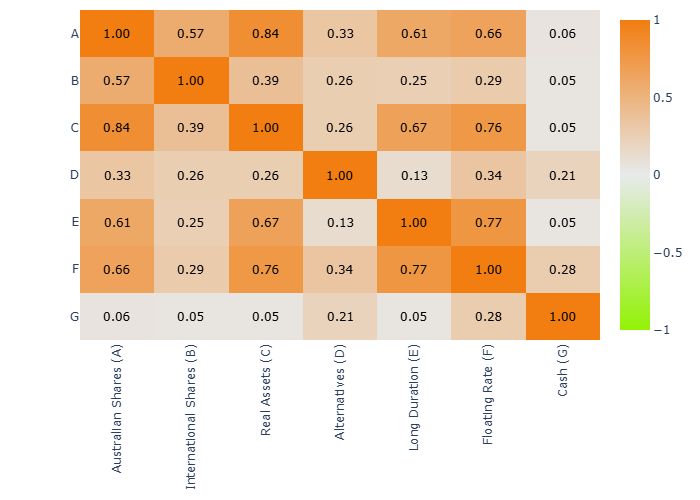 A 1.00 0.57 0.84 0.33 0.61 0.66 0.06
B 0.57 1.00 0.39 0.26 0.25 0.29 0.05
C 0.84 0.39 1.00 0.26 0.67 0.76 0.05
D 0.33 0.26 0.26 1.00 0.13 0.34 0.21
E 0.61 0.25 0.67 0.13 1.00 0.77 0.05
F 0.66 0.29 0.76 0.34 0.77 1.00 0.28
G 0.06 0.05 0.05 0.21 0.05 0.28 1.00
Australian Shares (A)
International Shares (B)
Real Assets (C)
Alternatives (D)
Long Duration (E)
Floating Rate (F)
Cash (G)
1
0.5
0
−0.5
−1